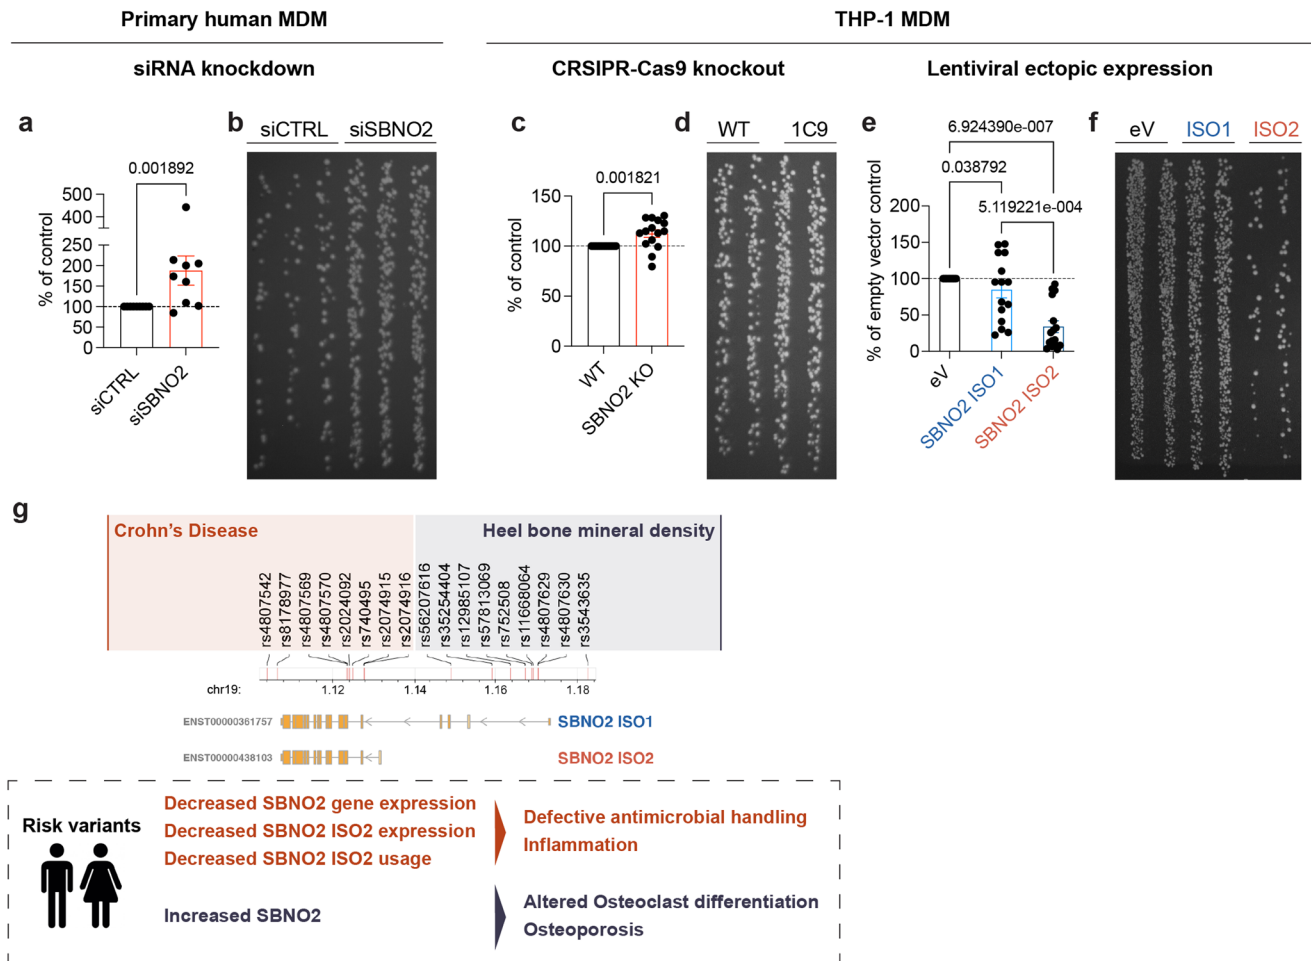 Primary human MDM
THP-1 MDM
siRNA knockdown
CRSIPR-Cas9 knockout
Lentiviral ectopic expression
a
0.001892
500
400
250
200
150
100
50
0
% of control
siCTRL
siSBNO2
b
siCTRL
siSBNO2
c
0.001821
150
100
50
0
% of control
WT
SBNO2 KO
d
WT
1C9
e
6.924390e-007
0.038792
5.119221e-004
200
150
100
50
0
% of empty vector control
eV
SBNO2 ISO1
SBNO2 ISO2
f
eV
ISO1
ISO2
g
Crohn’s Disease
Heel bone mineral density
rs4807542
rs8178977
rs4807569
rs4807570
rs2024092
rs740495
rs2074915
rs2074916
rs56207616
rs35254404
rs12985107
rs57813069
rs752508
rs11668064
rs4807629
rs4807630
rs3543635
chr19:
1.12
1.14
1.16
1.18
ENST00000361757
SBNO2 ISO1
ENST00000438103
SBNO2 ISO2
Risk variants
Decreased SBNO2 gene expression
Decreased SBNO2 ISO2 expression
Decreased SBNO2 ISO2 usage
Defective antimicrobial handling
Inflammation
Increased SBNO2
Altered Osteoclast differentiation
Osteoporosis